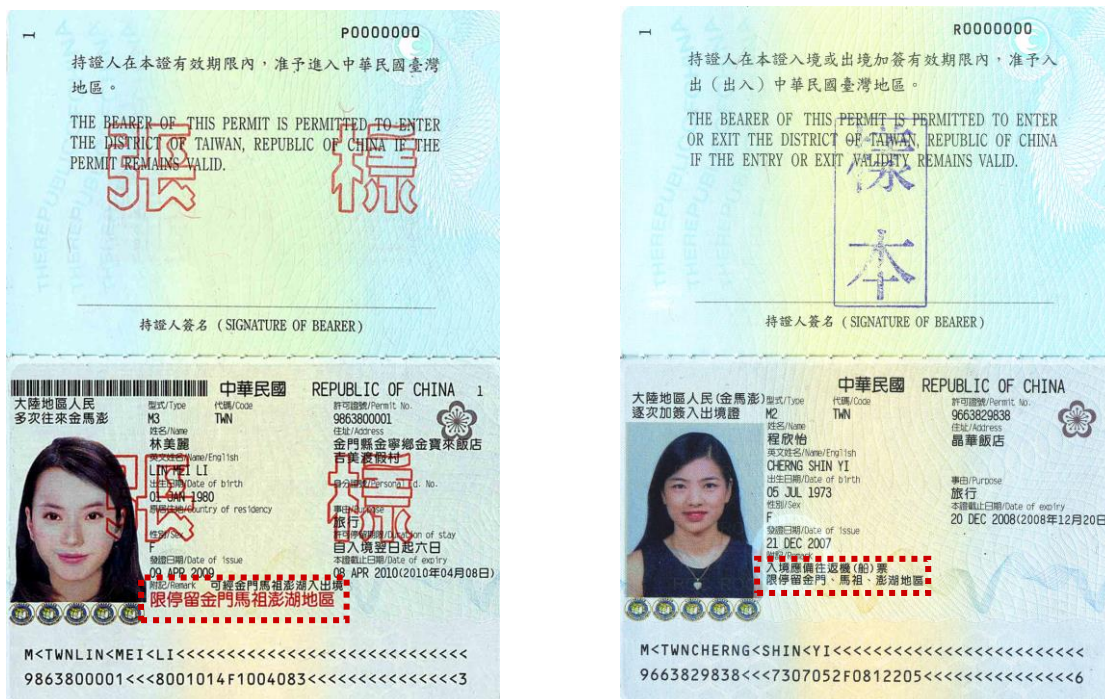 1
P0000000
持證人在本證有效期限內，准予進入中華民國臺灣
地區。
THE BEARER OF THIS PERMIT IS PERMITTED TO ENTER
THE DISTRICT OF TAIWAN, REPUBLIC OF CHINA IF THE
PERMIT REMAINS VALID.
張 樣
持證人簽名 (SIGNATURE OF BEARER)
中華民國 REPUBLIC OF CHINA 1
大陸地區人民
多次往來金馬澎
型式/Type 代碼/Code 許可證號/Permit No.
M3 TWN 9863800001
姓名/Name 住址/Address
林美麗 金門縣金寧鄉金寶來飯店
英文姓名/Name/English 吉美渡假村
LIN MEI LI
出生日期/Date of birth 身分證號/Personal I.d. No.
01 JAN 1980
原居住地/Country of residency 事由/Purpose
旅行
性別/Sex 許可停留期限/Duration of stay
F 自入境翌日起六日
發證日期/Date of issue 本證截止日期/Date of expiry
09 APR 2009 08 APR 2010(2010年04月08日)
附記/Remark 可經金門馬祖澎湖入出境
限停留金門馬祖澎湖地區
張 樣
M<TWNLIN<MEI<LI<<<<<<<<<<<<<<<<<<<<<<<<<<<<<
9863800001<<<8001014F1004083<<<<<<<<<<<<<<<3
1
R0000000
持證人在本證入境或出境加簽有效期限內，准予入
出（出入）中華民國臺灣地區。
THE BEARER OF THIS PERMIT IS PERMITTED TO ENTER
OR EXIT THE DISTRICT OF TAIWAN, REPUBLIC OF CHINA
IF THE ENTRY OR EXIT VALIDITY REMAINS VALID.
樣本
持證人簽名 (SIGNATURE OF BEARER)
中華民國 REPUBLIC OF CHINA
大陸地區人民(金馬澎)
逐次加簽入出境證
型式/Type 代碼/Code 許可證號/Permit No.
M2 TWN 9663829838
姓名/Name 住址/Address
程欣怡 晶華飯店
英文姓名/Name/English
CHERNG SHIN YI
出生日期/Date of birth 事由/Purpose
05 JUL 1973 旅行
性別/Sex 本證截止日期/Date of expiry
F 20 DEC 2008(2008年12月20日
發證日期/Date of issue
21 DEC 2007
附記/Remark
入境應備往返機(船)票
限停留金門、馬祖、澎湖地區
M<TWNCHERNG<SHIN<YI<<<<<<<<<<<<<<<<<<<<<<<<<
9663829838<<<7307052F0812205<<<<<<<<<<<<<<<6